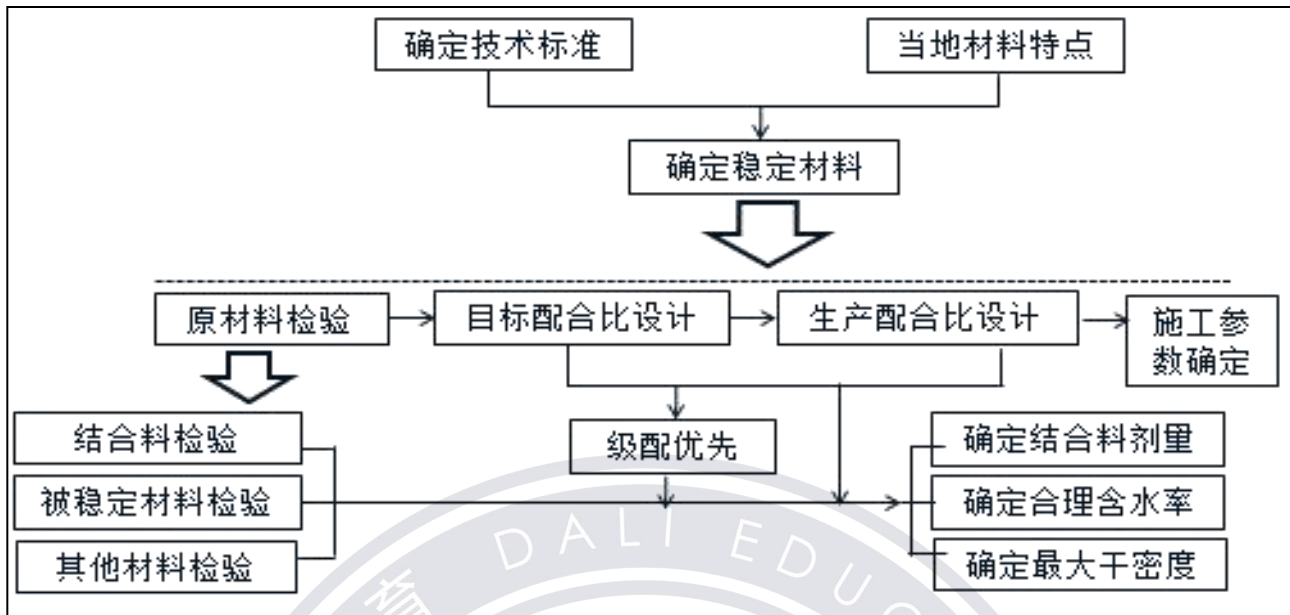 确定技术标准
当地材料特点
确定稳定材料
原材料检验
目标配合比设计
生产配合比设计
施工参
数确定
结合料检验
级配优先
确定结合料剂量
被稳定材料检验
确定合理含水率
其他材料检验
确定最大干密度
育 DALI EDUC